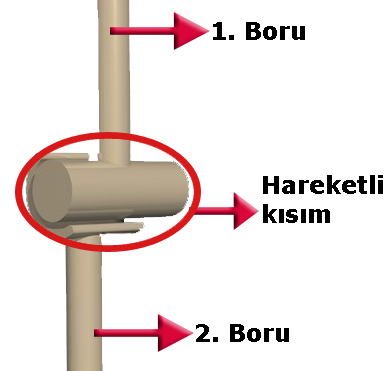 1. Boru
Hareketli
kısım
2. Boru